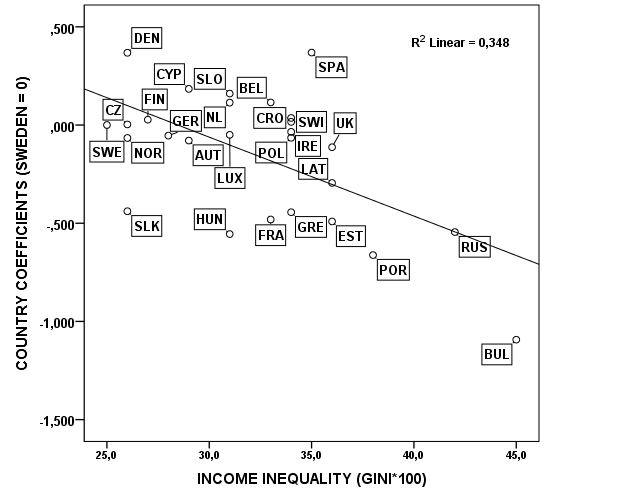 ,500
,000
-,500
-1,000
-1,500
COUNTRY COEFFICIENTS (SWEDEN = 0)
R² Linear = 0,348
DEN
SPA
CYP
SLO
BEL
CZ
FIN
GER
NL
CRO
SWI
UK
SWE
NOR
AUT
LUX
POL
IRE
LAT
SLK
HUN
FRA
GRE
EST
RUS
POR
BUL
25,0
30,0
35,0
40,0
45,0
INCOME INEQUALITY (GINI*100)